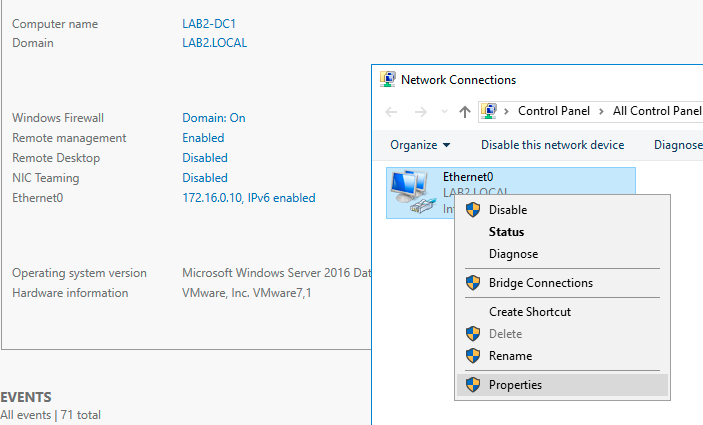 Computer name LAB2-DC1
Domain LAB2.LOCAL
Windows Firewall Domain: On
Remote management Enabled
Remote Desktop Disabled
NIC Teaming Disabled
Ethernet0 172.16.0.10, IPv6 enabled
Operating system version Microsoft Windows Server 2016 Dat
Hardware information VMware, Inc. VMware7,1
EVENTS
All events | 71 total
Network Connections
Control Panel > All Control Panel
Organize Disable this network device Diagnose
Ethernet0
LAB2.LOCAL
Int
Disable
Status
Diagnose
Bridge Connections
Create Shortcut
Delete
Rename
Properties